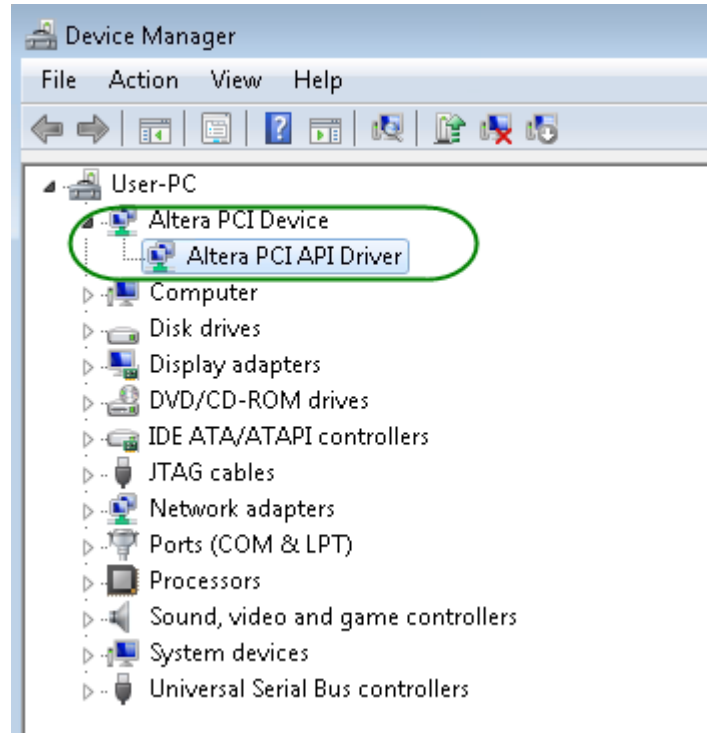 Device Manager
File Action View Help
User-PC
Altera PCI Device
Altera PCI API Driver
Computer
Disk drives
Display adapters
DVD/CD-ROM drives
IDE ATA/ATAPI controllers
JTAG cables
Network adapters
Ports (COM & LPT)
Processors
Sound, video and game controllers
System devices
Universal Serial Bus controllers